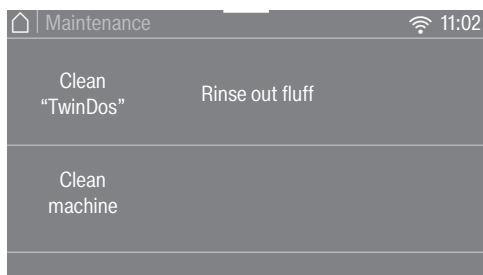 Maintenance
11:02
Clean
“TwinDos”
Rinse out fluff
Clean
machine